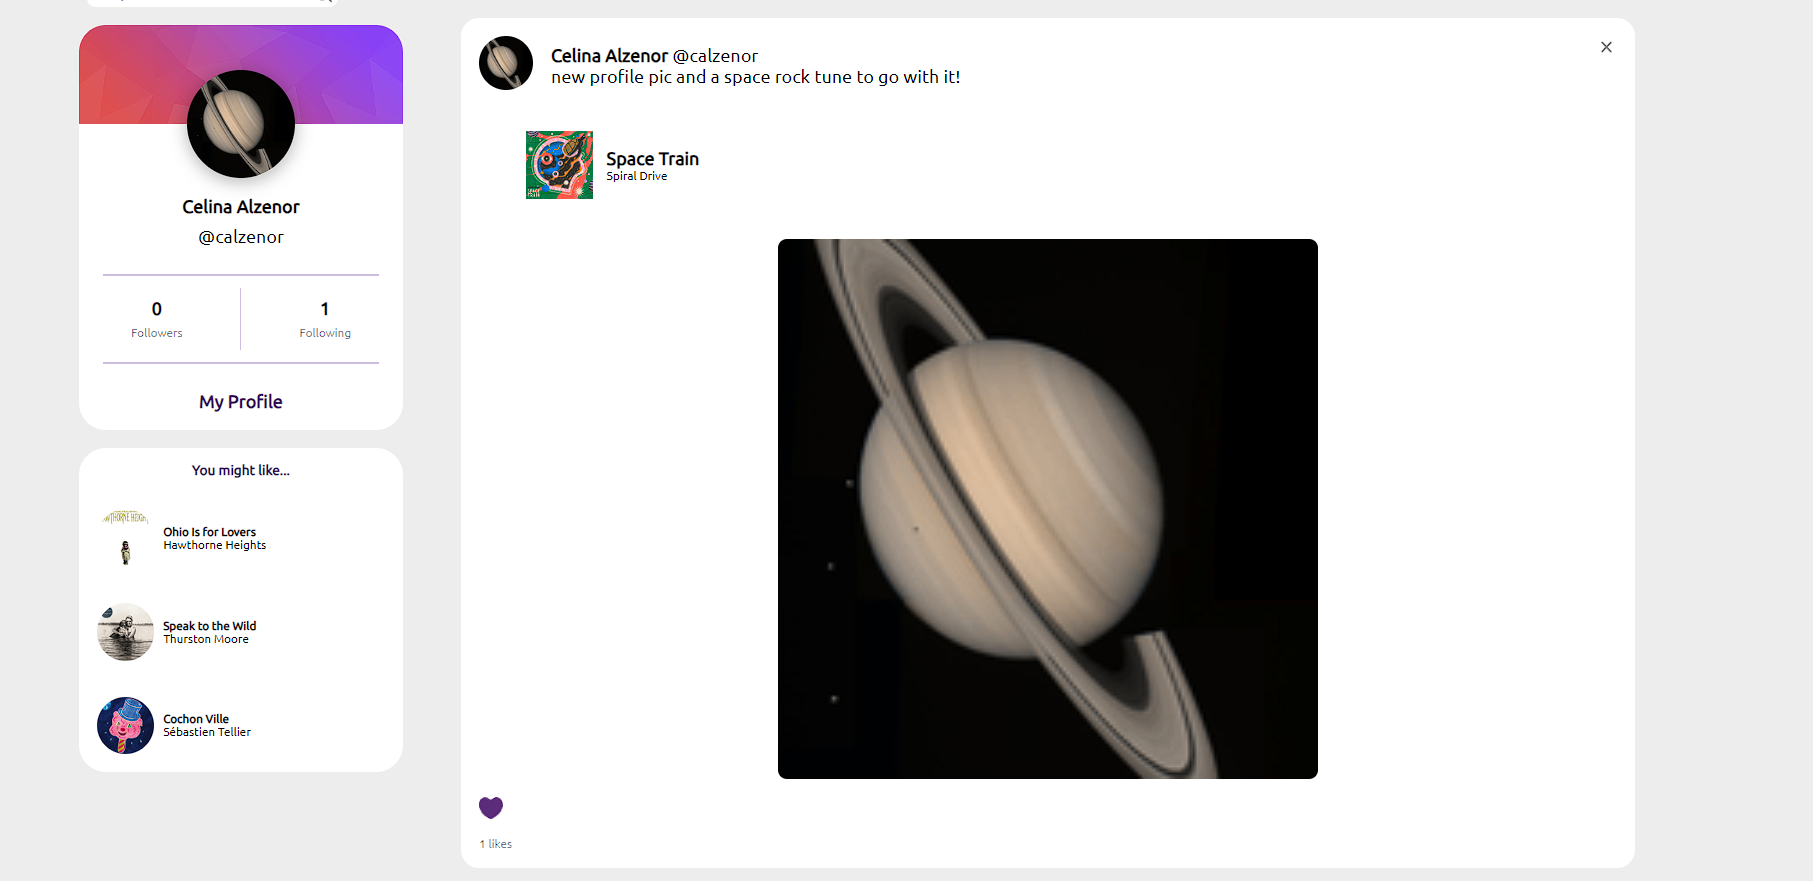 Celina Alzenor
@calzenor
0
Followers
1
Following
My Profile
You might like...
Ohio Is for Lovers
Hawthorne Heights
Speak to the Wild
Thurston Moore
Cochon Ville
Sébastien Tellier
Celina Alzenor @calzenor
new profile pic and a space rock tune to go with it!
SPACE
TRAIN
Space Train
Spiral Drive
1 likes